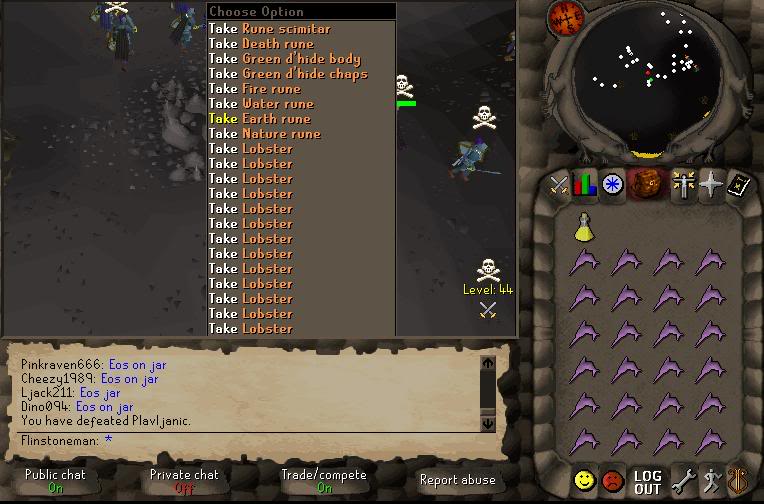 Choose Option
Take Rune scimitar
Take Death rune
Take Green d'hide body
Take Green d'hide chaps
Take Fire rune
Take Water rune
Take Earth rune
Take Nature rune
Take Lobster
Take Lobster
Take Lobster
Take Lobster
Take Lobster
Take Lobster
Take Lobster
Take Lobster
Take Lobster
Take Lobster
Take Lobster
Take Lobster
Take Lobster
Level: 44
Pinkraven666: Eos on jar
Cheezy1989: Eos on jar
Ljack211: Eos on jar
Dino094: Eos on jar
You have defeated Plavljanic.
Flinstoneman: *
Public chat
On
Private chat
Off
Trade/compete
On
Report abuse
LOG
OUT